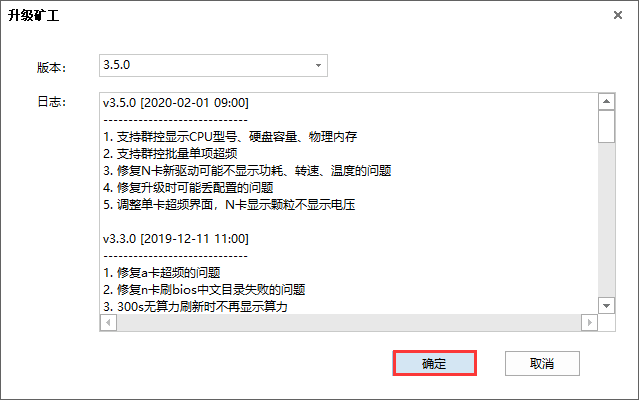 升级矿工
版本：
3.5.0
日志：
v3.5.0 [2020-02-01 09:00]
----------------------------
1. 支持群控显示CPU型号、硬盘容量、物理内存
2. 支持群控批量单项超频
3. 修复N卡新驱动可能不显示功耗、转速、温度的问题
4. 修复升级时可能丢配置的问题
5. 调整单卡超频界面，N卡显示颗粒不显示电压
v3.3.0 [2019-12-11 11:00]
----------------------------
1. 修复a卡超频的问题
2. 修复n卡刷bios中文目录失败的问题
3. 300s无算力刷新时不再显示算力
确定
取消